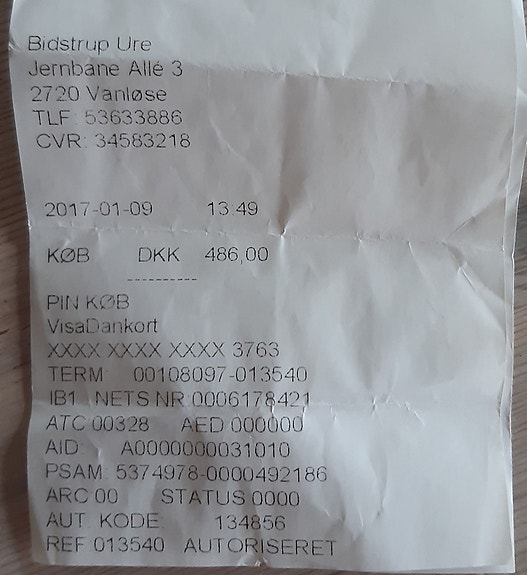 Bidstrup Ure
Jernbane Allé 3
2720 Vanløse
TLF: 53633886
CVR: 34583218
2017-01-09 13:49
KØB DKK 486,00
----------
PIN KØB
VisaDankort
XXXX XXXX XXXX 3763
TERM: 00108097-013540
IB1 NETS NR 0006178421
ATC 00328 AED 000000
AID: A0000000031010
PSAM: 5374978-0000492186
ARC 00 STATUS 0000
AUT. KODE: 134856
REF 013540 AUTORISERET